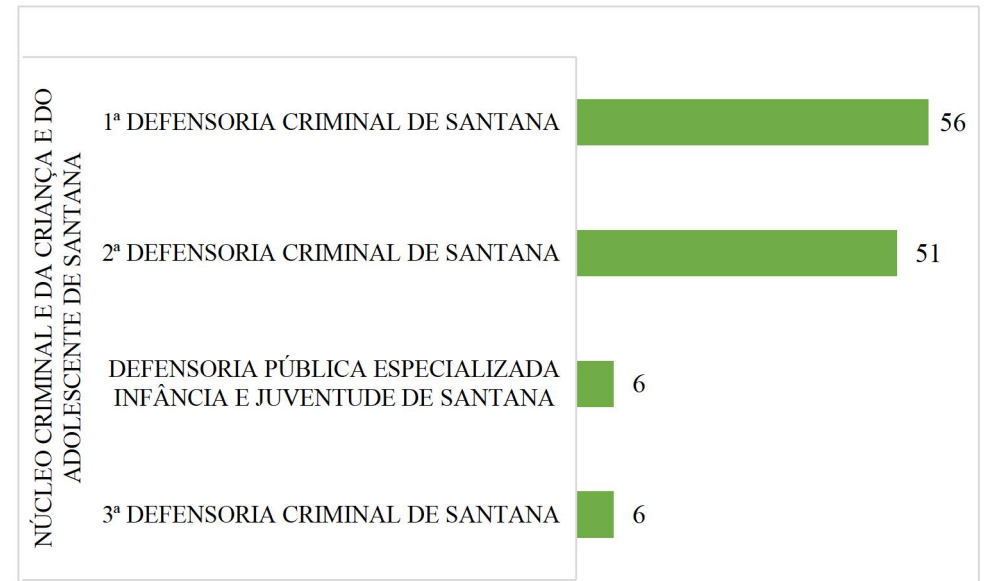 NÚCLEO CRIMINAL E DA CRIANÇA E DO
ADOLESCENTE DE SANTANA
1ª DEFENSORIA CRIMINAL DE SANTANA
56
2ª DEFENSORIA CRIMINAL DE SANTANA
51
DEFENSORIA PÚBLICA ESPECIALIZADA
INFÂNCIA E JUVENTUDE DE SANTANA
6
3ª DEFENSORIA CRIMINAL DE SANTANA
6